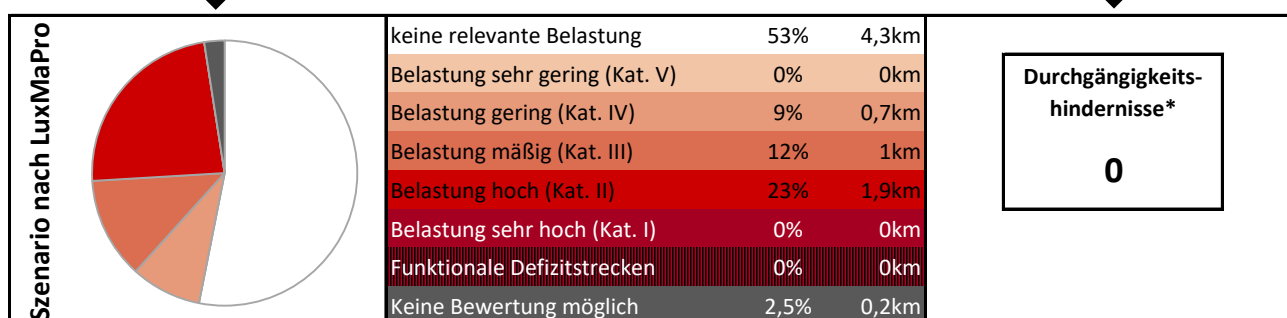 Szenario nach LuxMaPro
keine relevante Belastung 53% 4,3km
Belastung sehr gering (Kat. V) 0% 0km
Belastung gering (Kat. IV) 9% 0,7km
Belastung mäßig (Kat. III) 12% 1km
Belastung hoch (Kat. II) 23% 1,9km
Belastung sehr hoch (Kat. I) 0% 0km
Funktionale Defizitstrecken 0% 0km
Keine Bewertung möglich 2,5% 0,2km
Durchgängigkeits-
hindernisse*
0